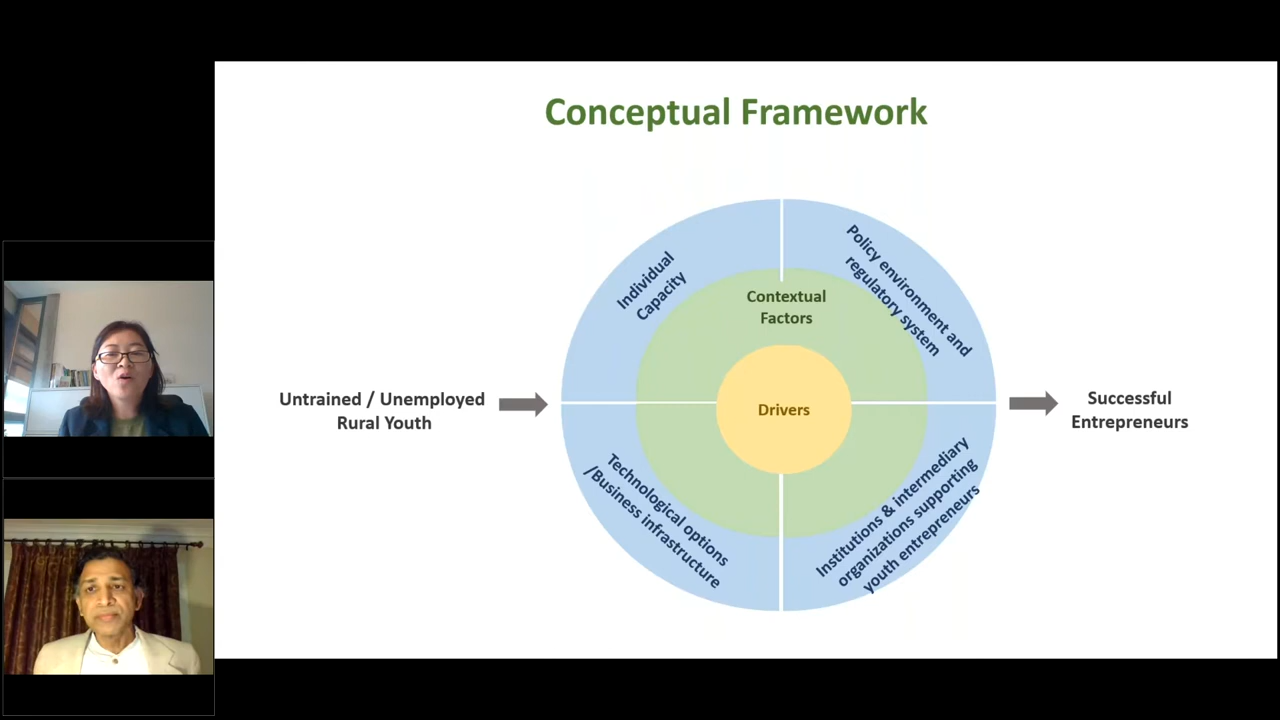 Conceptual Framework
Individual
Capacity
Policy environment and
regulatory system
Contextual
Factors
Drivers
Untrained / Unemployed
Rural Youth
Successful
Entrepreneurs
Technological options
/Business infrastructure
Institutions & intermediary
organizations supporting
youth entrepreneurs